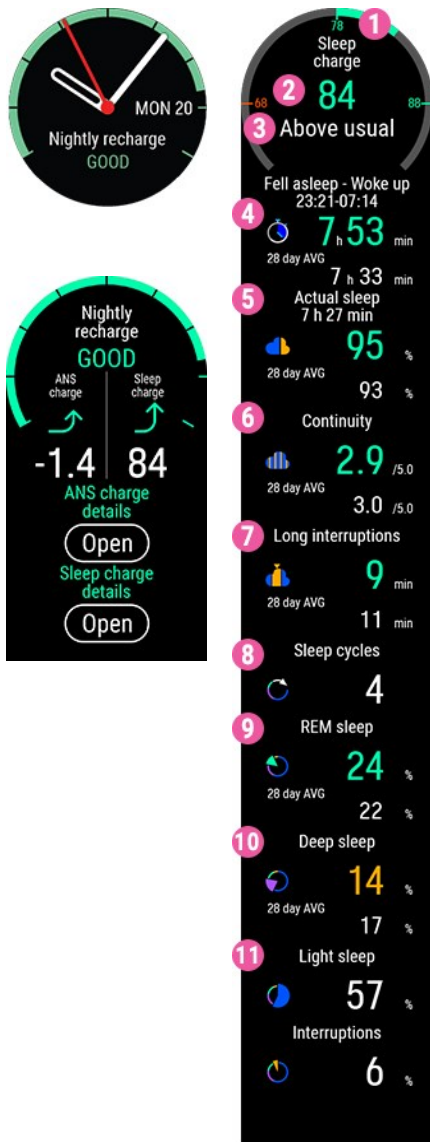 MON 20
Nightly recharge
GOOD
Nightly
recharge
GOOD
ANS
charge
Sleep
charge
-1.4
84
ANS charge
details
Open
Sleep charge
details
Open
1
78
Sleep
charge
68
2
84
88
3
Above usual
Fell asleep - Woke up
23:21-07:14
4
7 h 53 min
28 day AVG
7 h 33 min
5
Actual sleep
7 h 27 min
95 %
28 day AVG
93 %
6
Continuity
2.9 /5.0
28 day AVG
3.0 /5.0
7
Long interruptions
9 min
28 day AVG
11 min
8
Sleep cycles
4
9
REM sleep
24 %
28 day AVG
22 %
10
Deep sleep
14 %
28 day AVG
17 %
11
Light sleep
57 %
Interruptions
6 %